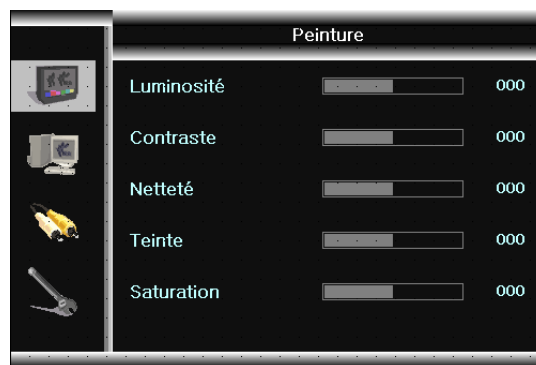 Peinture
Luminosité 000
Contraste 000
Netteté 000
Teinte 000
Saturation 000